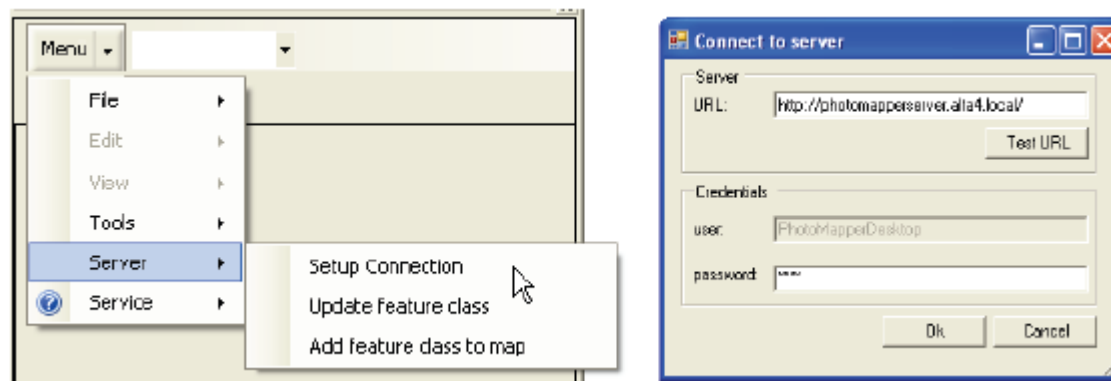 Menu
File
Edit
View
Tools
Server
Service
Setup Connection
Update feature class
Add feature class to map
Connect to server
Server
URL: http://photomapperserver.alta4.local/
Test URL
Credentials
user: PhotoMapperDesktop
password: ****
Ok Cancel